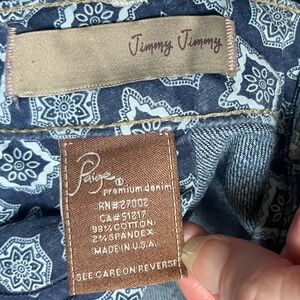 Jimmy Jimmy
Paige
premium denim
RN#27002
CA#51217
98% COTTON
2% SPANDEX
MADE IN U.S.A.
SEE CARE ON REVERSE